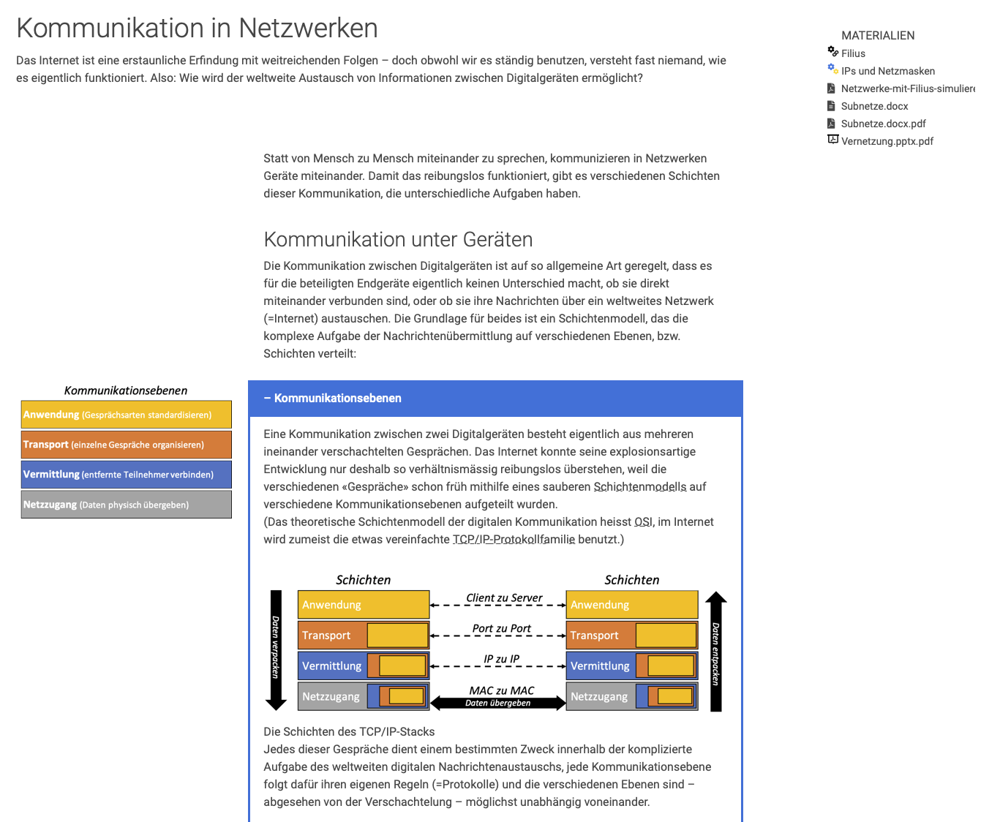 Kommunikation in Netzwerken
Das Internet ist eine erstaunliche Erfindung mit weitreichenden Folgen – doch obwohl wir es ständig benutzen, versteht fast niemand, wie
es eigentlich funktioniert. Also: Wie wird der weltweite Austausch von Informationen zwischen Digitalgeräten ermöglicht?
MATERIALIEN
Filius
IPs und Netzmasken
Netzwerke-mit-Filius-simuliere
Subnetze.docx
Subnetze.docx.pdf
Vernetzung.pptx.pdf
Statt von Mensch zu Mensch miteinander zu sprechen, kommunizieren in Netzwerken
Geräte miteinander. Damit das reibungslos funktioniert, gibt es verschiedenen Schichten
dieser Kommunikation, die unterschiedliche Aufgaben haben.
Kommunikation unter Geräten
Die Kommunikation zwischen Digitalgeräten ist auf so allgemeine Art geregelt, dass es
für die beteiligten Endgeräte eigentlich keinen Unterschied macht, ob sie direkt
miteinander verbunden sind, oder ob sie ihre Nachrichten über ein weltweites Netzwerk
(=Internet) austauschen. Die Grundlage für beides ist ein Schichtenmodell, das die
komplexe Aufgabe der Nachrichtenübermittlung auf verschiedenen Ebenen, bzw.
Schichten verteilt:
Kommunikationsebenen
Anwendung (Gesprächsarten standardisieren)
Transport (einzelne Gespräche organisieren)
Vermittlung (entfernte Teilnehmer verbinden)
Netzzugang (Daten physisch übergeben)
– Kommunikationsebenen
Eine Kommunikation zwischen zwei Digitalgeräten besteht eigentlich aus mehreren
ineinander verschachtelten Gesprächen. Das Internet konnte seine explosionsartige
Entwicklung nur deshalb so verhältnismässig reibungslos überstehen, weil die
verschiedenen «Gespräche» schon früh mithilfe eines sauberen Schichtenmodells auf
verschiedene Kommunikationsebenen aufgeteilt wurden.
(Das theoretische Schichtenmodell der digitalen Kommunikation heisst OSI, im Internet
wird zumeist die etwas vereinfachte TCP/IP-Protokollfamilie benutzt.)
Schichten
Schichten
Daten verpacken
Anwendung
Client zu Server
Anwendung
Transport
Port zu Port
Transport
Vermittlung
IP zu IP
Vermittlung
Netzzugang
MAC zu MAC
Daten übergeben
Netzzugang
Daten entpacken
Die Schichten des TCP/IP-Stacks
Jedes dieser Gespräche dient einem bestimmten Zweck innerhalb der komplizierte
Aufgabe des weltweiten digitalen Nachrichtenaustauschs, jede Kommunikationsebene
folgt dafür ihren eigenen Regeln (=Protokolle) und die verschiedenen Ebenen sind –
abgesehen von der Verschachtelung – möglichst unabhängig voneinander.